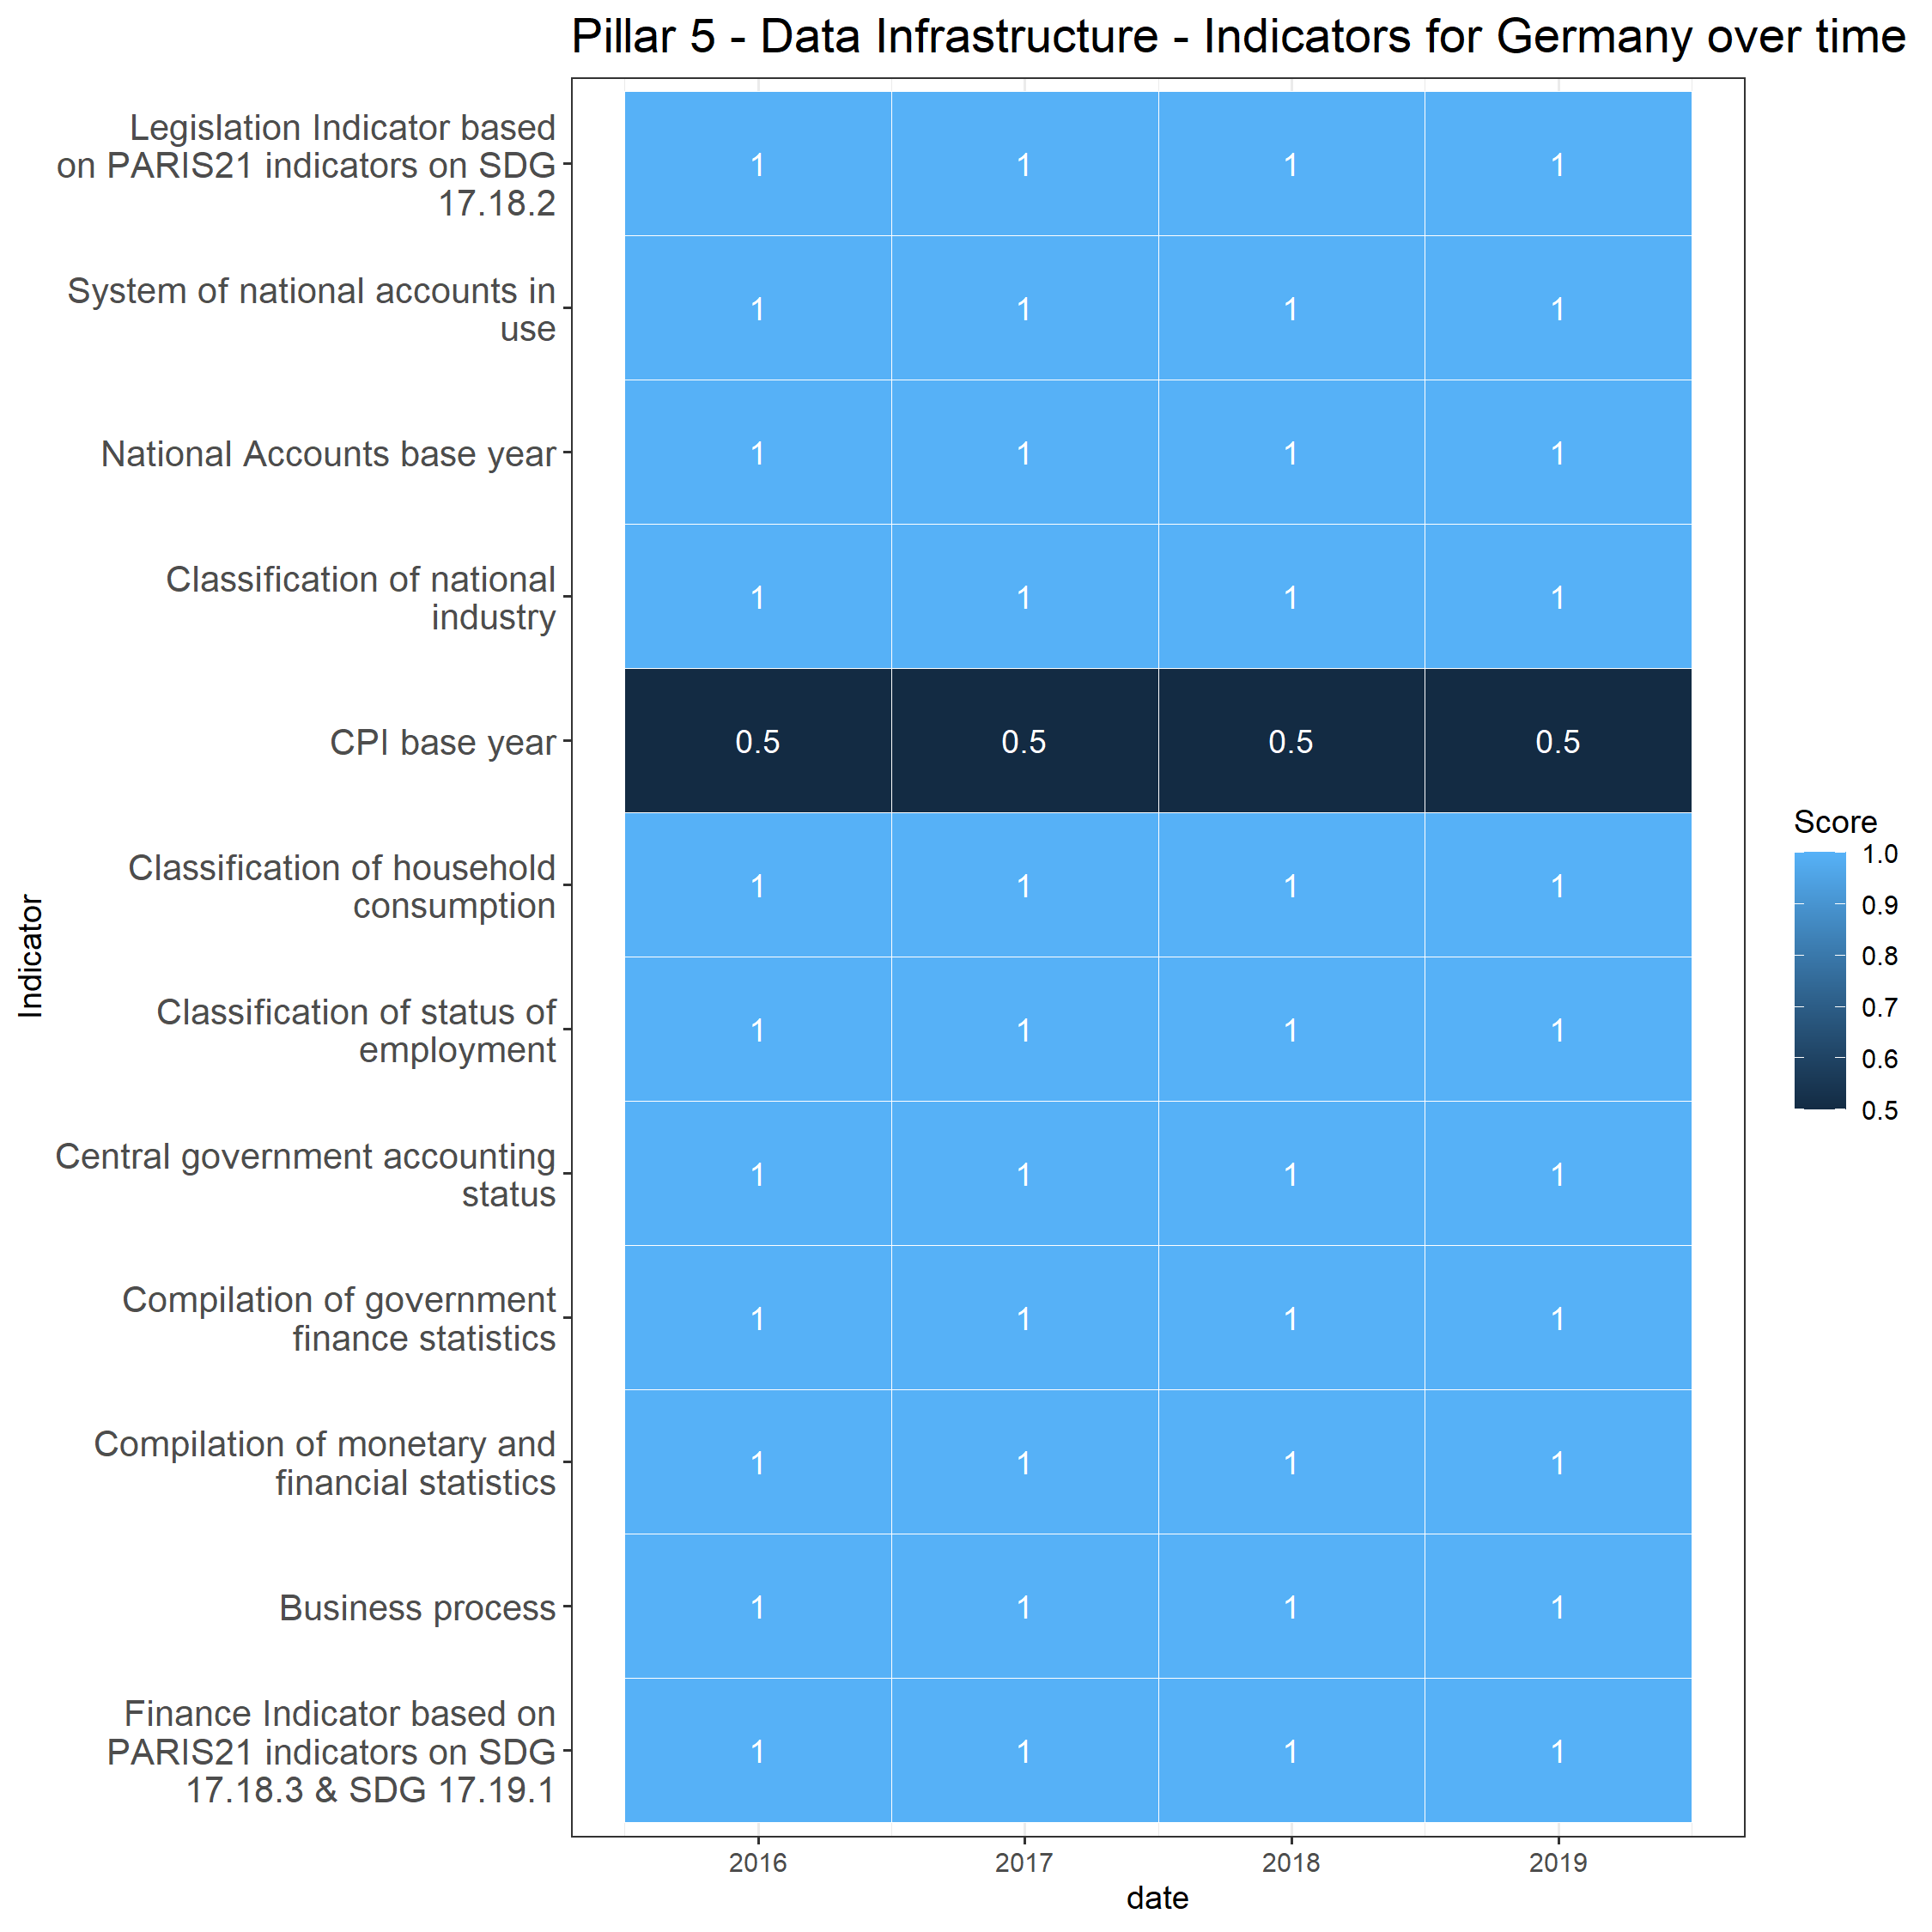 Pillar 5 - Data Infrastructure - Indicators for Germany over time
Legislation Indicator based
on PARIS21 indicators on SDG
17.18.2
1 1 1 1
System of national accounts in
use
1 1 1 1
National Accounts base year
1 1 1 1
Classification of national
industry
1 1 1 1
CPI base year
0.5 0.5 0.5 0.5
Classification of household
consumption
1 1 1 1
Classification of status of
employment
1 1 1 1
Central government accounting
status
1 1 1 1
Compilation of government
finance statistics
1 1 1 1
Compilation of monetary and
financial statistics
1 1 1 1
Business process
1 1 1 1
Finance Indicator based on
PARIS21 indicators on SDG
17.18.3 & SDG 17.19.1
1 1 1 1
Indicator
2016 2017 2018 2019
date
Score
1.0
0.9
0.8
0.7
0.6
0.5